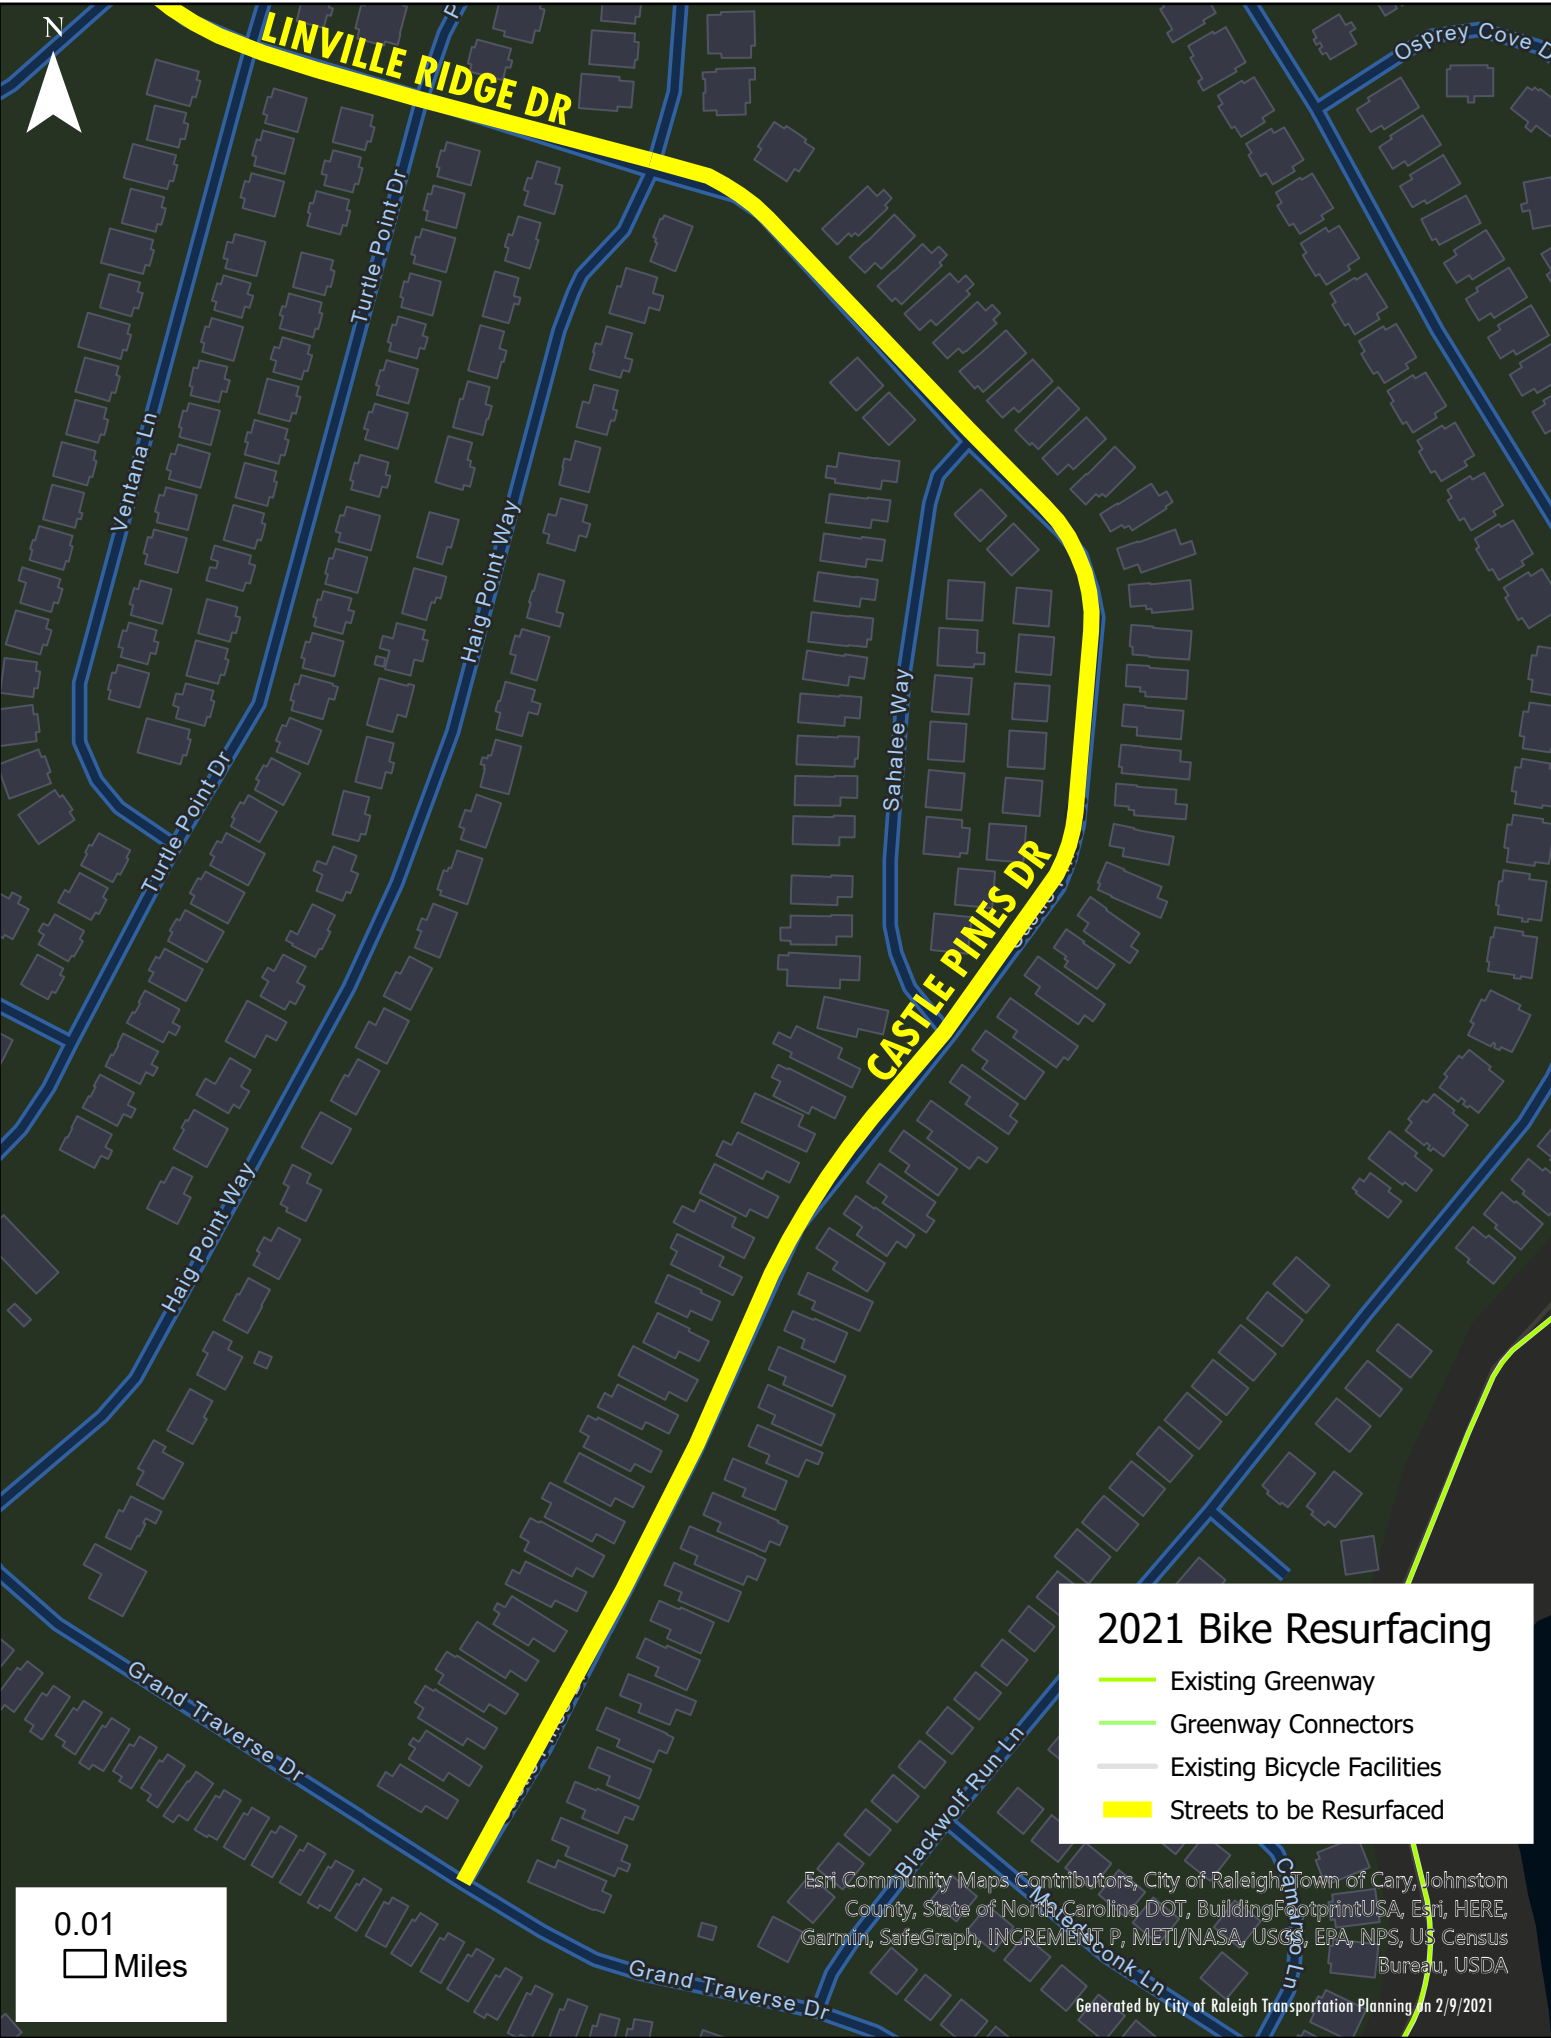 N
LINVILLE RIDGE DR
Osprey Cove D
Turtle Point Dr
Ventana Ln
Haig Point Way
Sahalee Way
Turtle Point Dr
CASTLE PINES DR
Haig Point Way
Grand Traverse Dr
2021 Bike Resurfacing
Existing Greenway
Greenway Connectors
Existing Bicycle Facilities
Streets to be Resurfaced
Blackwolf Run Ln
Camargo Ln
Metedeconk Ln
Grand Traverse Dr
0.01
Miles
Esri Community Maps Contributors, City of Raleigh, Town of Cary, Johnston
County, State of North Carolina DOT, BuildingFootprintUSA, Esri, HERE,
Garmin, SafeGraph, INCREMENT P, METI/NASA, USGS, EPA, NPS, US Census
Bureau, USDA
Generated by City of Raleigh Transportation Planning on 2/9/2021